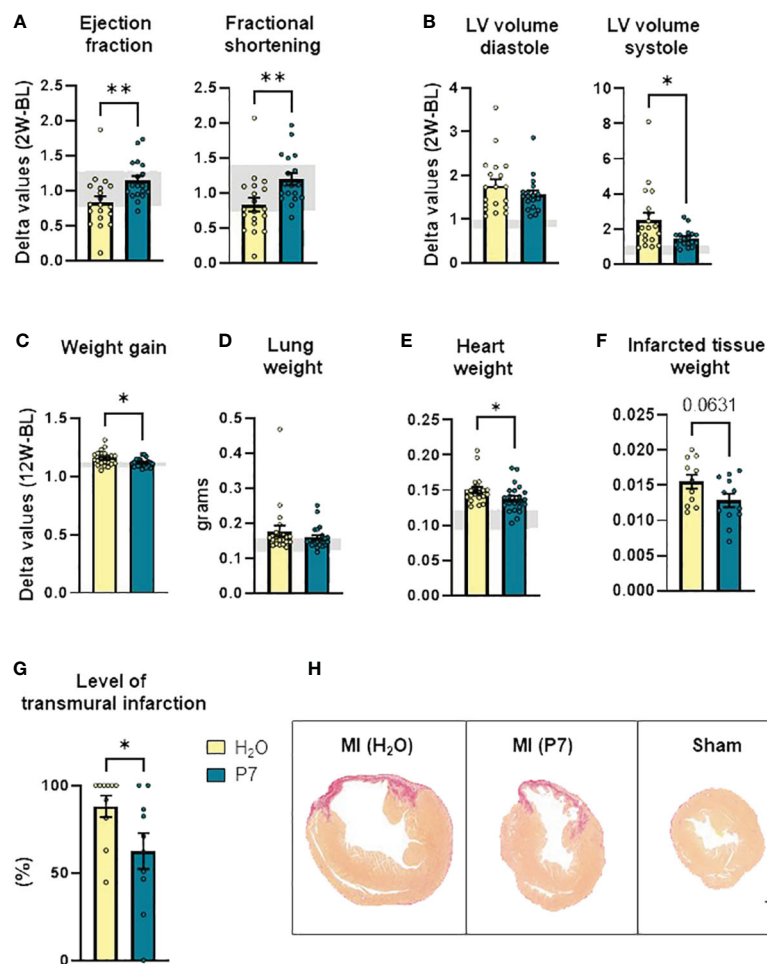 A
Ejection
fraction
Delta values (2W-BL)
2.5
2.0
1.5
1.0
0.5
0.0
**
Fractional
shortening
2.5
2.0
1.5
1.0
0.5
0.0
**
B
LV volume
diastole
Delta values (2W-BL)
4
3
2
1
0
LV volume
systole
10
8
6
4
2
0
*
C
Weight gain
Delta values (12W-BL)
1.5
1.0
0.5
0.0
*
D
Lung
weight
grams
0.5
0.4
0.3
0.2
0.1
0.0
E
Heart
weight
0.25
0.20
0.15
0.10
0.05
0.00
*
F
Infarcted tissue
weight
0.0631
0.025
0.020
0.015
0.010
0.005
0.000
G
Level of
transmural infarction
(%)
100
50
0
*
H₂O
P7
H
MI (H₂O)
MI (P7)
Sham